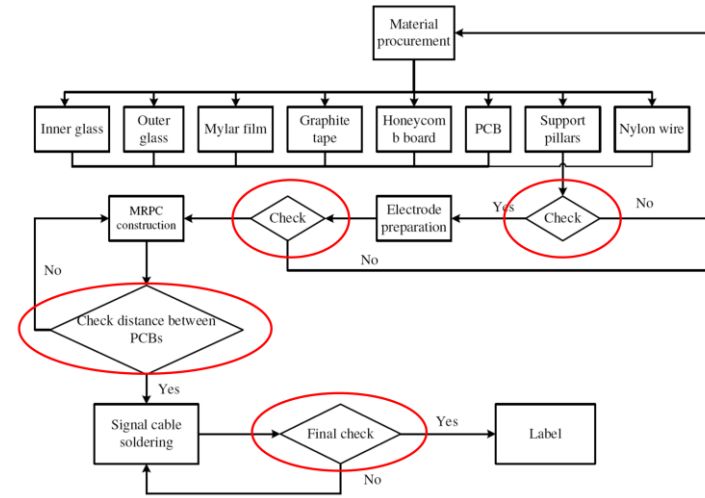 Material
procurement
Inner glass
Outer
glass
Mylar film
Graphite
tape
Honeycom
b board
PCB
Support
pillars
Nylon wire
MRPC
construction
Check
Electrode
preparation
Yes
Check
No
No
No
Check distance between
PCBs
Yes
Signal cable
soldering
Final check
Yes
Label
No